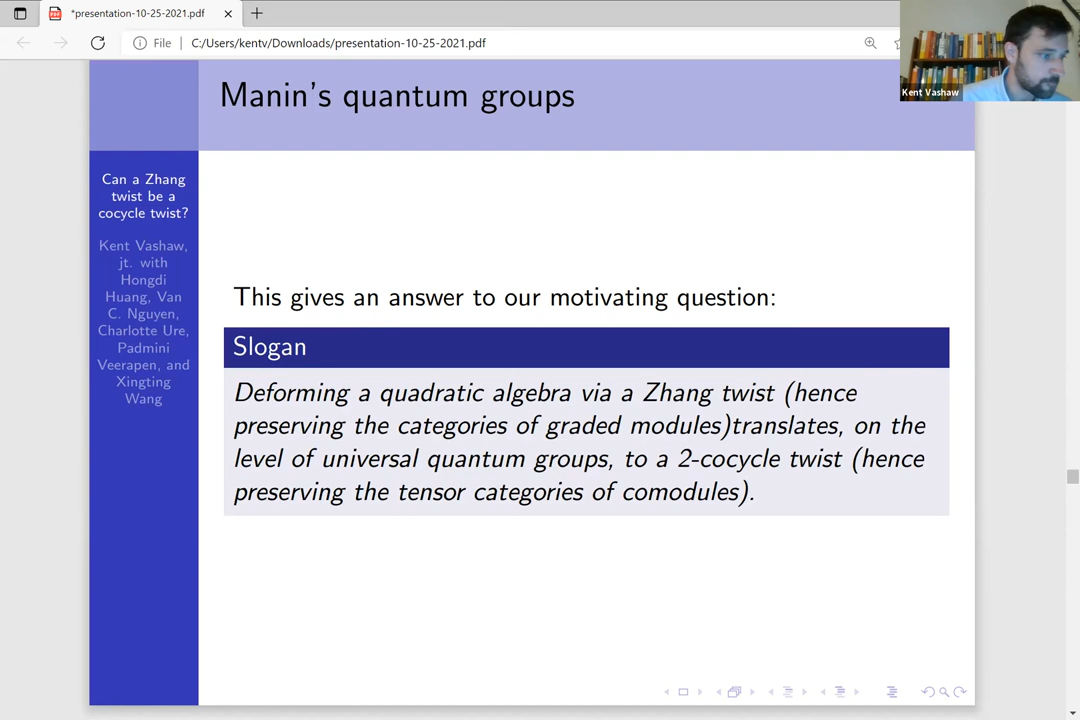 *presentation-10-25-2021.pdf
File
C:/Users/kentv/Downloads/presentation-10-25-2021.pdf
Kent Vashaw
Manin's quantum groups
Can a Zhang
twist be a
cocycle twist?
Kent Vashaw,
jt. with
Hongdi
Huang, Van
C. Nguyen,
Charlotte Ure,
Padmini
Veerapen, and
Xingting
Wang
This gives an answer to our motivating question:
Slogan
Deforming a quadratic algebra via a Zhang twist (hence
preserving the categories of graded modules)translates, on the
level of universal quantum groups, to a 2-cocycle twist (hence
preserving the tensor categories of comodules).